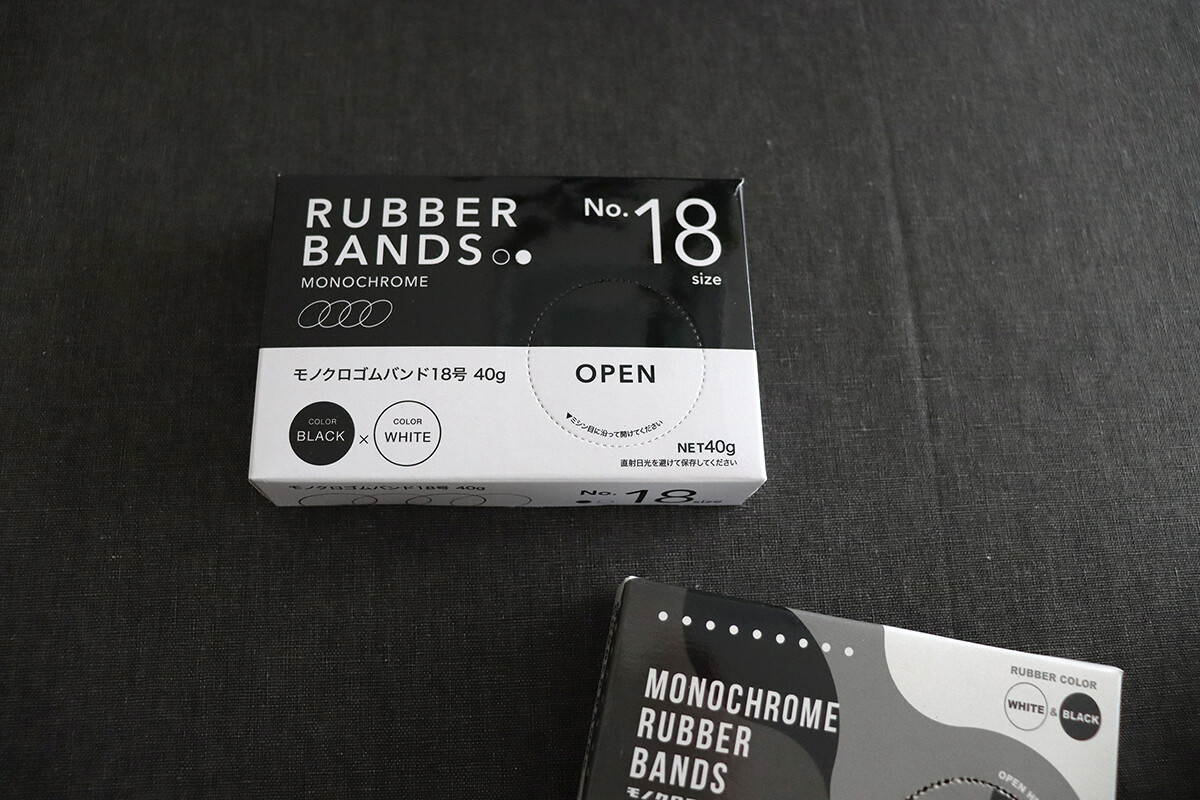 RUBBER
BANDS
MONOCHROME
No.18
size
モノクロゴムバンド18号 40g
OPEN
▼ミシン目に沿って開けてください
COLOR
BLACK
×
COLOR
WHITE
NET40g
直射日光を避けて保存してください
モノクロゴムバンド18号 40g
No. 18 size
RUBBER COLOR
WHITE & BLACK
MONOCHROME
RUBBER
BANDS
OPEN